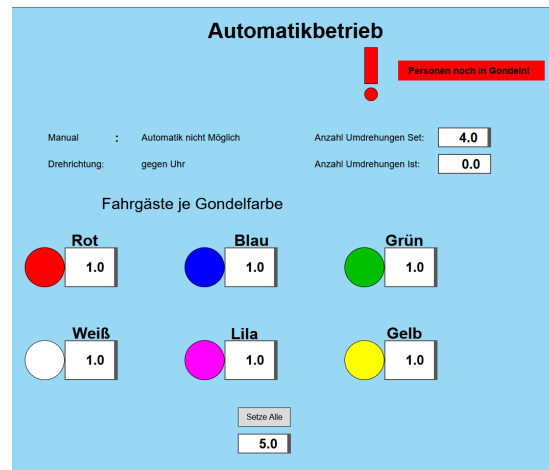 Automatikbetrieb
Personen noch in Gondeln!
Manual : Automatik nicht Möglich
Anzahl Umdrehungen Set: 4.0
Drehrichtung: gegen Uhr
Anzahl Umdrehungen Ist: 0.0
Fahrgäste je Gondelfarbe
Rot Blau Grün
1.0 1.0 1.0
Weiß Lila Gelb
1.0 1.0 1.0
Setze Alle
5.0